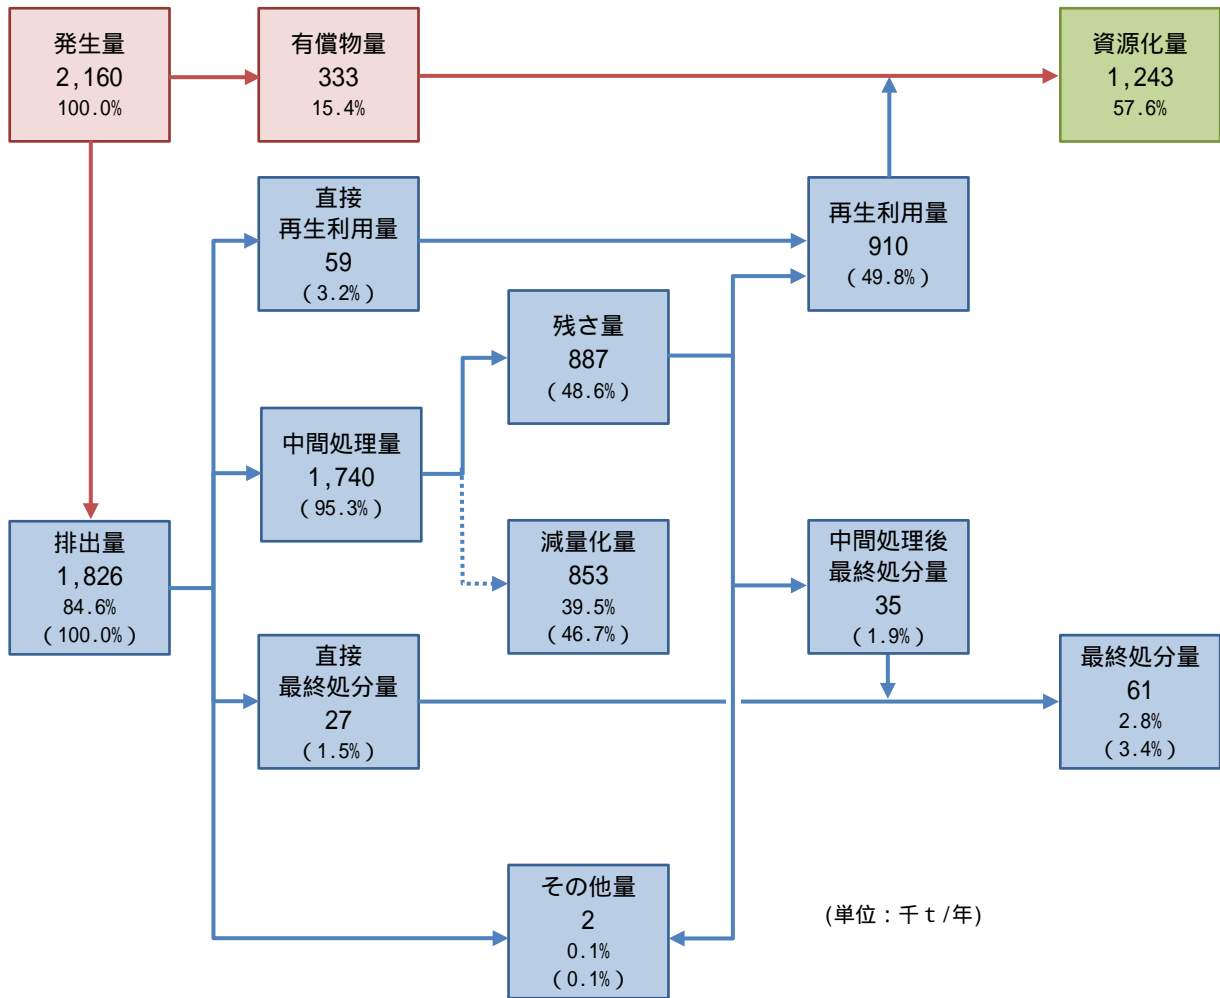 発生量
2,160
100.0%
有償物量
333
15.4%
資源化量
1,243
57.6%
直接
再生利用量
59
(3.2%)
再生利用量
910
(49.8%)
残さ量
887
(48.6%)
中間処理量
1,740
(95.3%)
排出量
1,826
84.6%
(100.0%)
減量化量
853
39.5%
(46.7%)
中間処理後
最終処分量
35
(1.9%)
直接
最終処分量
27
(1.5%)
最終処分量
61
2.8%
(3.4%)
その他量
2
0.1%
(0.1%)
(単位：千ｔ/年)